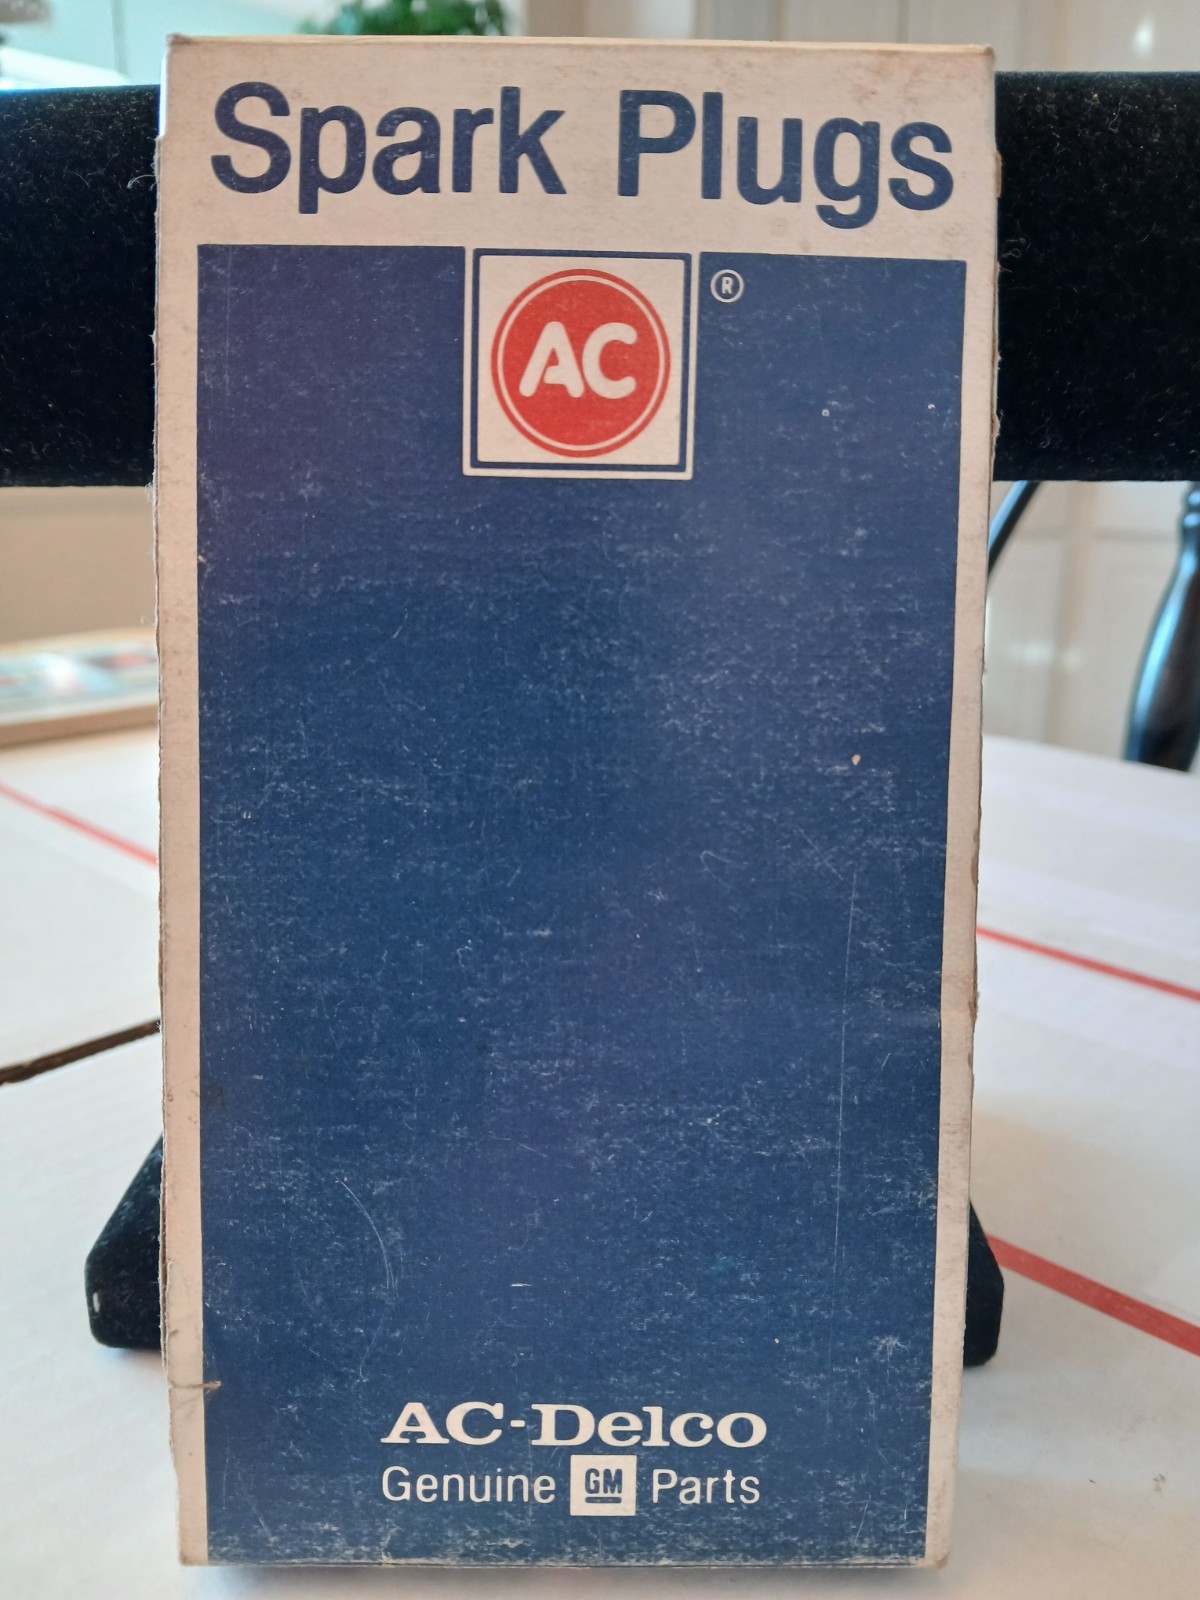 Spark Plugs
AC ®
AC-Delco
Genuine GM Parts